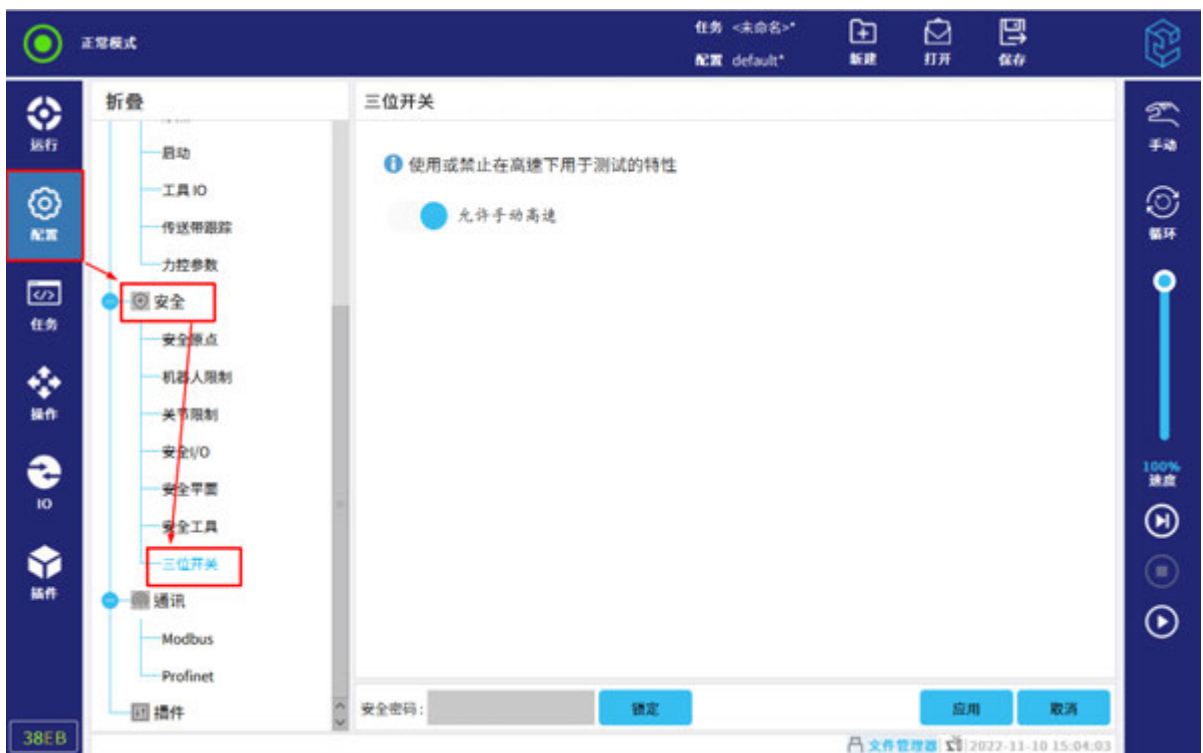 正常模式
任务 <未命名>*
配置 default*
新建
打开
保存
运行
配置
任务
操作
IO
插件
38EB
折叠
启动
工具 IO
传送带跟踪
力控参数
安全
安全原点
机器人限制
关节限制
安全I/O
安全平面
安全工具
三位开关
通讯
Modbus
Profinet
插件
三位开关
使用或禁止在高速下用于测试的特性
允许手动高速
安全密码:
锁定
应用
取消
文件管理器
2022-11-10 15:04:03
手动
循环
100%
速度